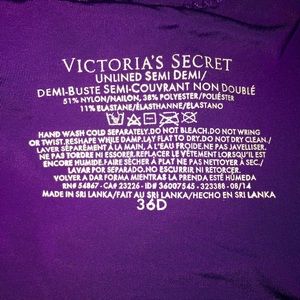 VICTORIA'S SECRET
UNLINED SEMI DEMI/
DEMI-BUSTE SEMI-COUVRANT NON DOUBLÉ
51% NYLON/NAILON, 38% POLYESTER/POLIÉSTER
11% ELASTANE/ÉLASTHANNE/ELASTANO
HAND WASH COLD SEPARATELY. DO NOT BLEACH. DO NOT WRING
OR TWIST. RESHAPE WHILE DAMP LAY FLAT TO DRY. DO NOT DRY CLEAN./
LAVER SÉPARÉMENT À LA MAIN, À L'EAU FROIDE. NE PAS JAVELLISER.
NE PAS TORDRE NI ESSORER. REPLACER LE VÊTEMENT LORSQU'IL EST
ENCORE HUMIDE. FAIRE SÉCHER À PLAT NE PAS NETTOYER À SEC./
LAVAR POR SEPARADO. NO ESCURRIR NI RETORCER.
VOLVER A DAR FORMA MIENTRAS LA PRENDA ESTÉ HÚMEDA
RN# 54867 - CA# 23226 - ID# 36007545 - 323388 - 08/14
MADE IN SRI LANKA/FAIT AU SRI LANKA/HECHO EN SRI LANKA
36D